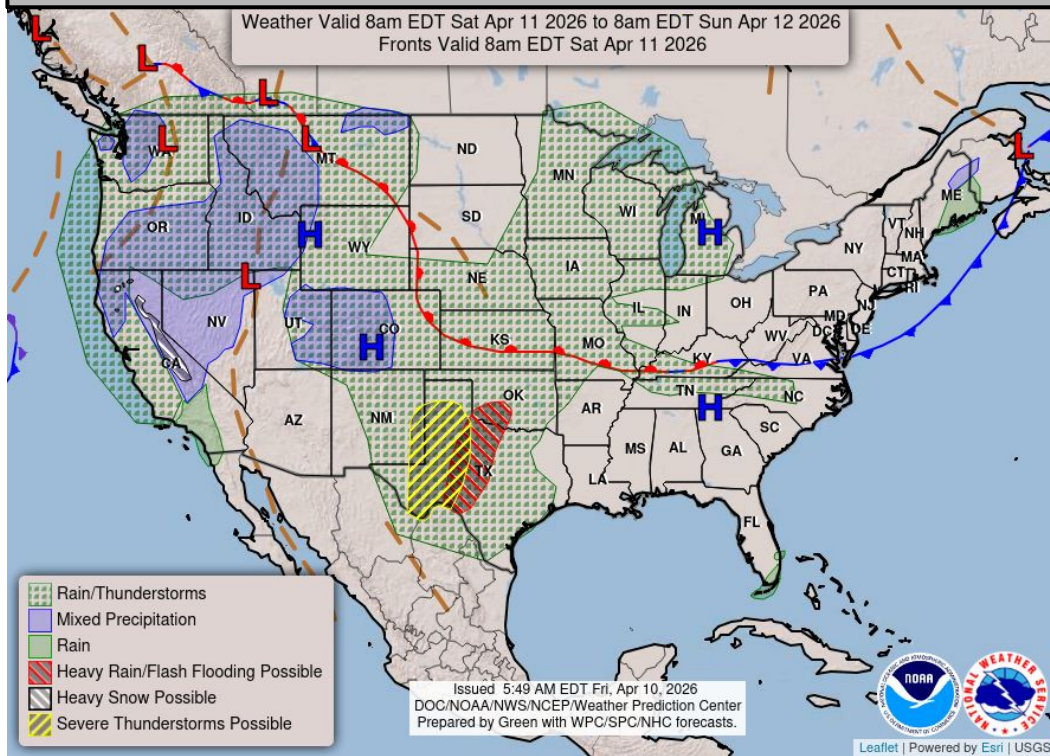 Weather Valid 8am EDT Sat Apr 11 2026 to 8am EDT Sun Apr 12 2026
Fronts Valid 8am EDT Sat Apr 11 2026
L
L
L
L
L
L
L
H
H
H
H
WA
MT
ND
MN
OR
ID
WY
SD
WI
MI
ME
VT
NH
NY
MA
CT
RI
NV
UT
CO
NE
IA
IL
IN
OH
PA
NJ
MD
DE
DC
WV
VA
CA
KS
MO
KY
AZ
NM
OK
AR
TN
NC
SC
TX
LA
MS
AL
GA
FL
Rain/Thunderstorms
Mixed Precipitation
Rain
Heavy Rain/Flash Flooding Possible
Heavy Snow Possible
Severe Thunderstorms Possible
Issued 5:49 AM EDT Fri, Apr 10, 2026
DOC/NOAA/NWS/NCEP/Weather Prediction Center
Prepared by Green with WPC/SPC/NHC forecasts.
NOAA
NATIONAL WEATHER SERVICE
Leaflet | Powered by Esri | USGS